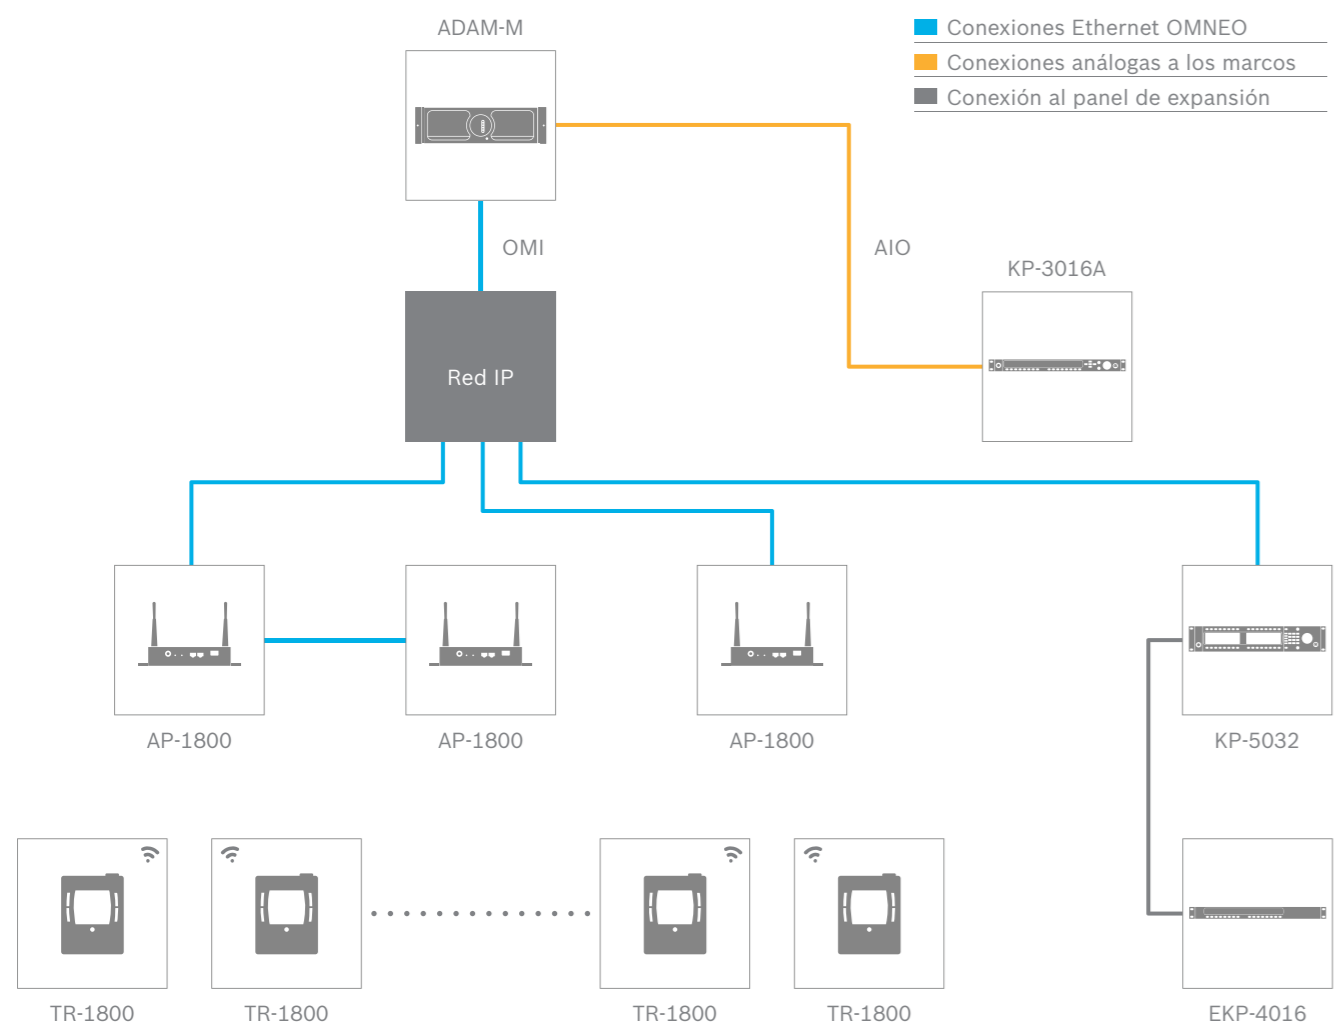 ADAM-M
Conexiones Ethernet OMNEO
Conexiones análogas a los marcos
Conexión al panel de expansión
OMI
AIO
KP-3016A
Red IP
AP-1800
AP-1800
AP-1800
KP-5032
TR-1800
TR-1800
TR-1800
TR-1800
EKP-4016